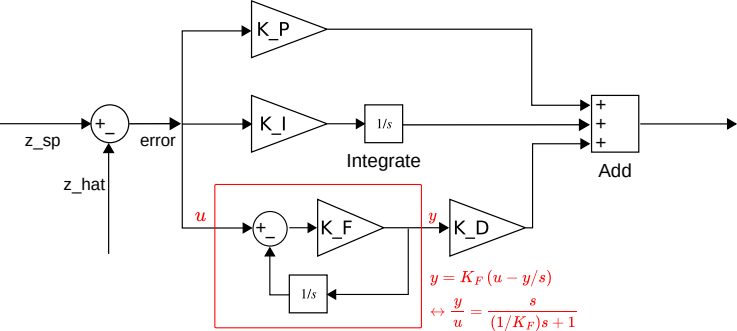 K_P
+
-
z_sp
error
z_hat
K_I
1/s
Integrate
+
+
+
Add
u
+
-
K_F
y
K_D
1/s
y = K_F (u − y/s)
↔ y/u = s/((1/K_F)s + 1)